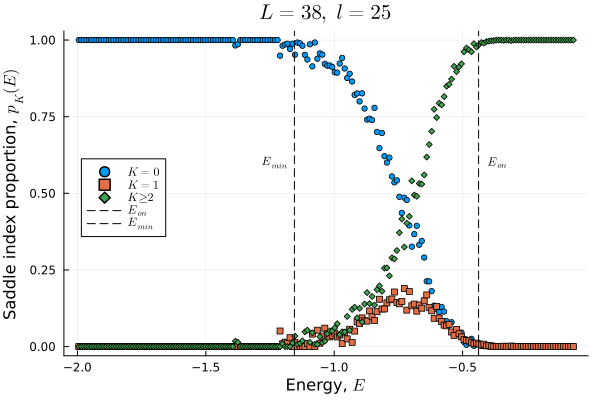 L = 38, l = 25
Saddle index proportion, p_K(E)
1.00
0.75
0.50
0.25
0.00
E_min
E_on
K = 0
K = 1
K≥2
E_on
E_min
−2.0 −1.5 −1.0 −0.5
Energy, E